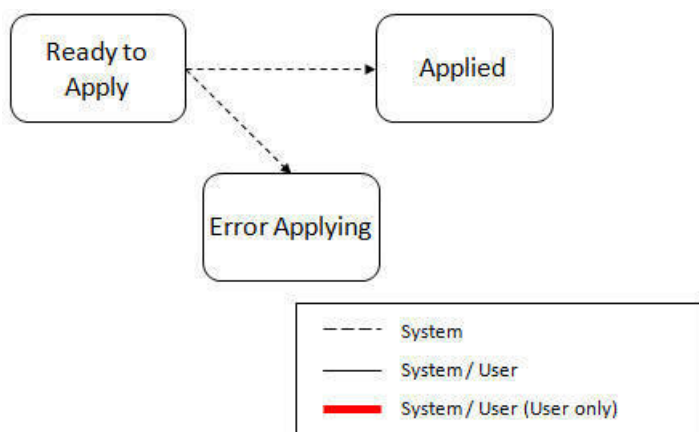 Ready to
Apply
Applied
Error Applying
System
System / User
System / User (User only)